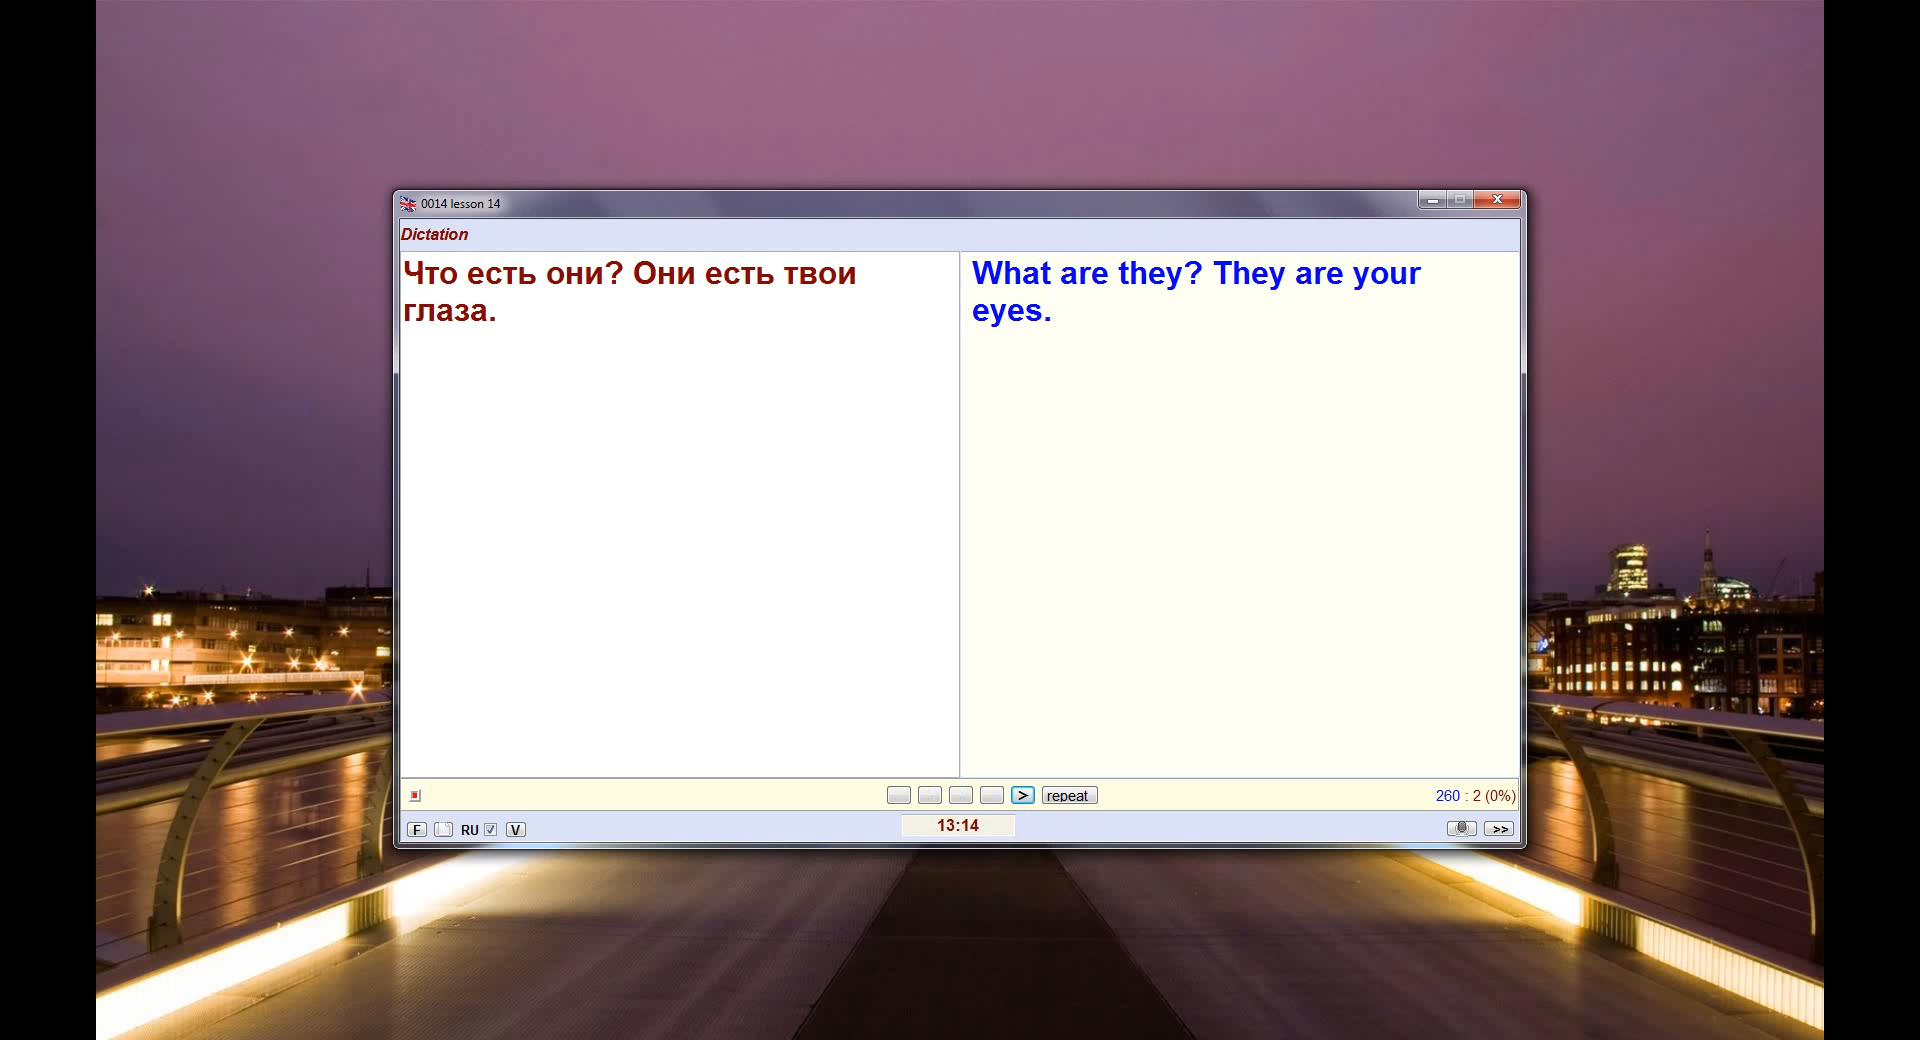 0014 lesson 14
Dictation
Что есть они? Они есть твои
глаза.
What are they? They are your
eyes.
> repeat
260 : 2 (0%)
F RU V
13:14
>>